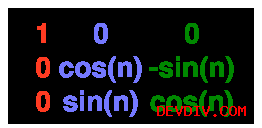 1 0 0
0 cos(n) -sin(n)
0 sin(n) cos(n)
DEVDIV.COM